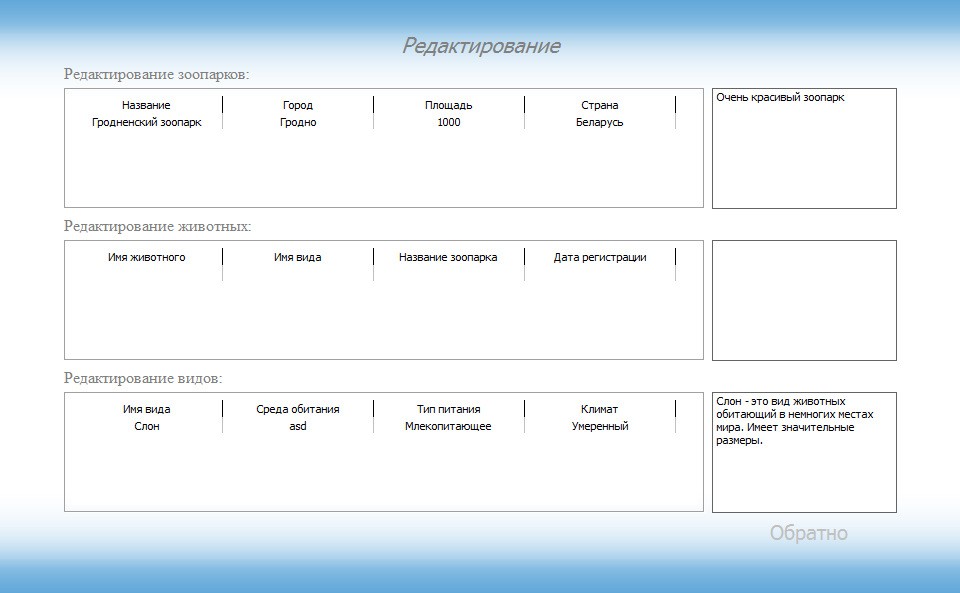 Редактирование
Редактирование зоопарков:
Название Город Площадь Страна
Гродненский зоопарк Гродно 1000 Беларусь
Очень красивый зоопарк
Редактирование животных:
Имя животного Имя вида Название зоопарка Дата регистрации
Редактирование видов:
Имя вида Среда обитания Тип питания Климат
Слон asd Млекопитающее Умеренный
Слон - это вид животных
обитающий в немногих местах
мира. Имеет значительные
размеры.
Обратно